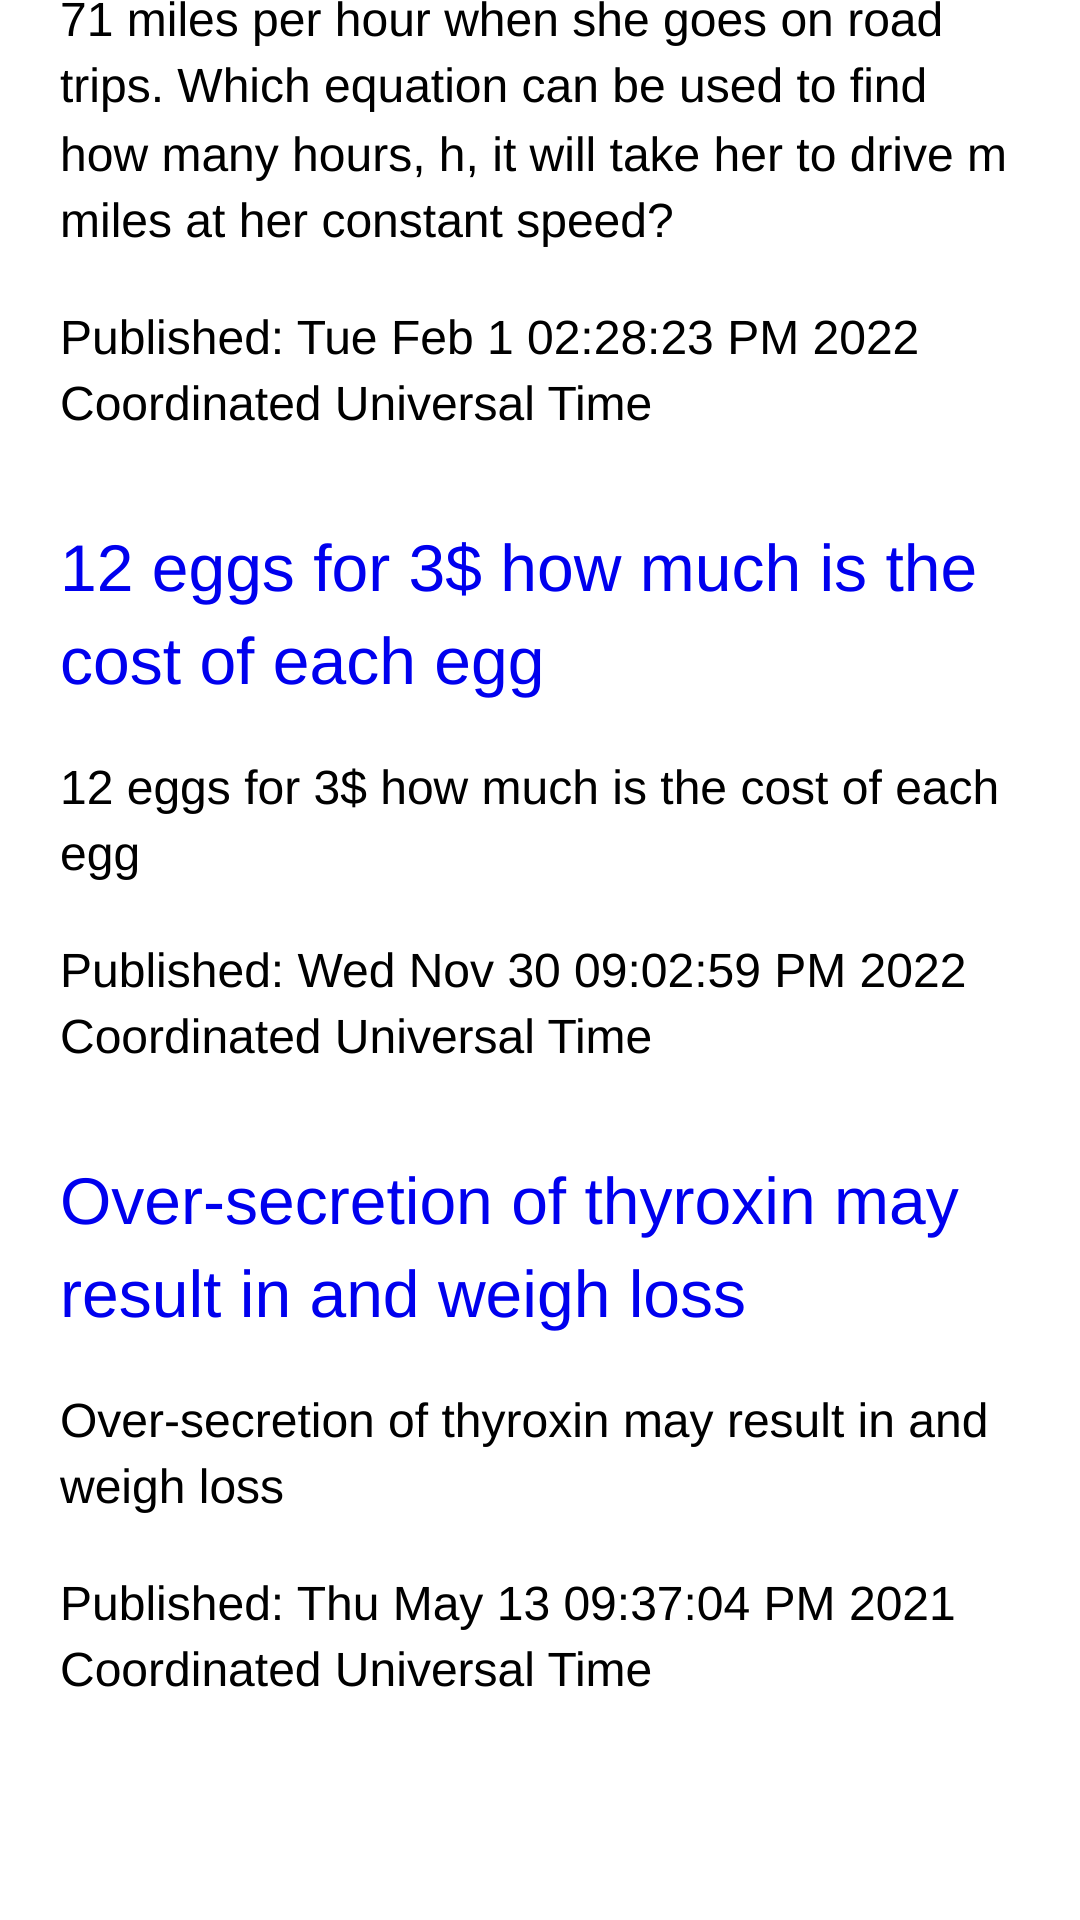 71 miles per hour when she goes on road
trips. Which equation can be used to find
how many hours, h, it will take her to drive m
miles at her constant speed?
Published: Tue Feb 1 02:28:23 PM 2022
Coordinated Universal Time
12 eggs for 3$ how much is the
cost of each egg
12 eggs for 3$ how much is the cost of each
egg
Published: Wed Nov 30 09:02:59 PM 2022
Coordinated Universal Time
Over-secretion of thyroxin may
result in and weigh loss
Over-secretion of thyroxin may result in and
weigh loss
Published: Thu May 13 09:37:04 PM 2021
Coordinated Universal Time